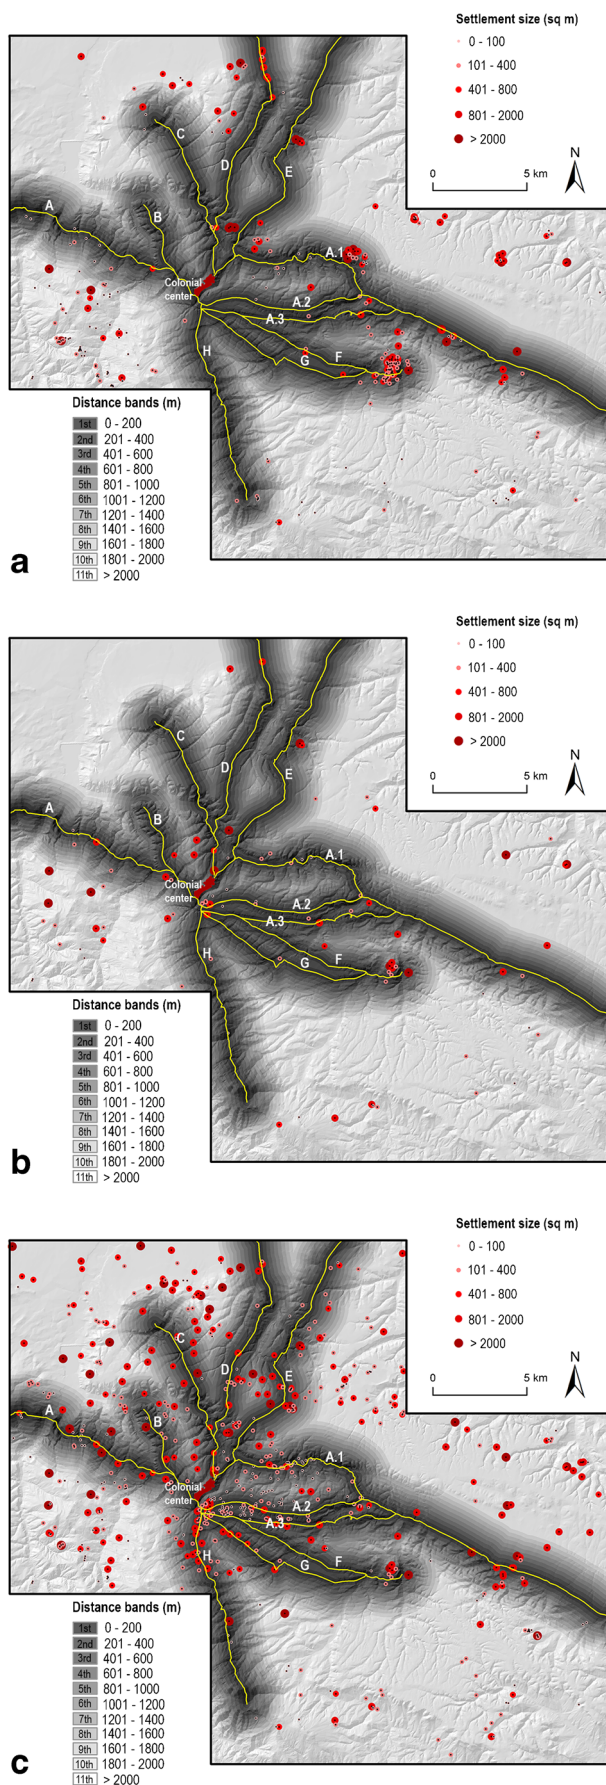 Settlement size (sq m)
0 - 100
101 - 400
401 - 800
801 - 2000
> 2000
N
0 5 km
C
D
E
A
B
A.1
Colonial
center
A.2
A.3
H
G F
Distance bands (m)
1st 0 - 200
2nd 201 - 400
3rd 401 - 600
4th 601 - 800
5th 801 - 1000
6th 1001 - 1200
7th 1201 - 1400
8th 1401 - 1600
9th 1601 - 1800
10th 1801 - 2000
11th > 2000
a
Settlement size (sq m)
0 - 100
101 - 400
401 - 800
801 - 2000
> 2000
N
0 5 km
C
D
E
A
B
A.1
Colonial
center
A.2
A.3
H
G F
Distance bands (m)
1st 0 - 200
2nd 201 - 400
3rd 401 - 600
4th 601 - 800
5th 801 - 1000
6th 1001 - 1200
7th 1201 - 1400
8th 1401 - 1600
9th 1601 - 1800
10th 1801 - 2000
11th > 2000
b
Settlement size (sq m)
0 - 100
101 - 400
401 - 800
801 - 2000
> 2000
N
0 5 km
C
D
E
A
B
A.1
Colonial
center
A.2
A.3
H
G F
Distance bands (m)
1st 0 - 200
2nd 201 - 400
3rd 401 - 600
4th 601 - 800
5th 801 - 1000
6th 1001 - 1200
7th 1201 - 1400
8th 1401 - 1600
9th 1601 - 1800
10th 1801 - 2000
11th > 2000
c